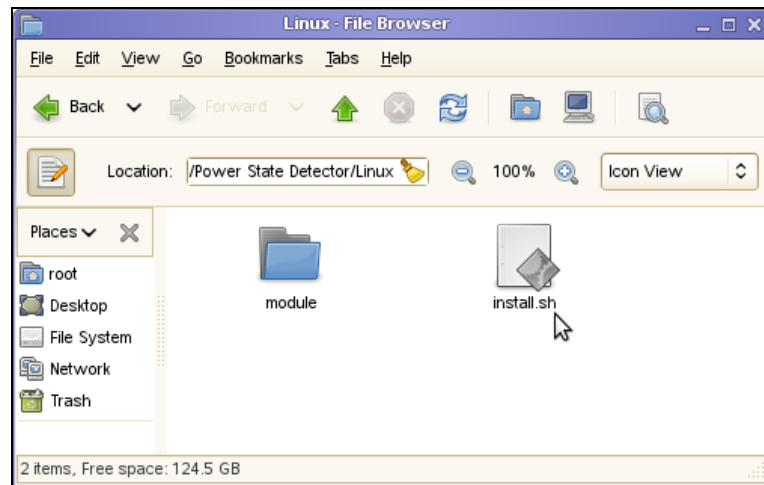 Linux - File Browser
File Edit View Go Bookmarks Tabs Help
Back Forward
Location: /Power State Detector/Linux 100% Icon View
Places
root
Desktop
File System
Network
Trash
module
install.sh
2 items, Free space: 124.5 GB